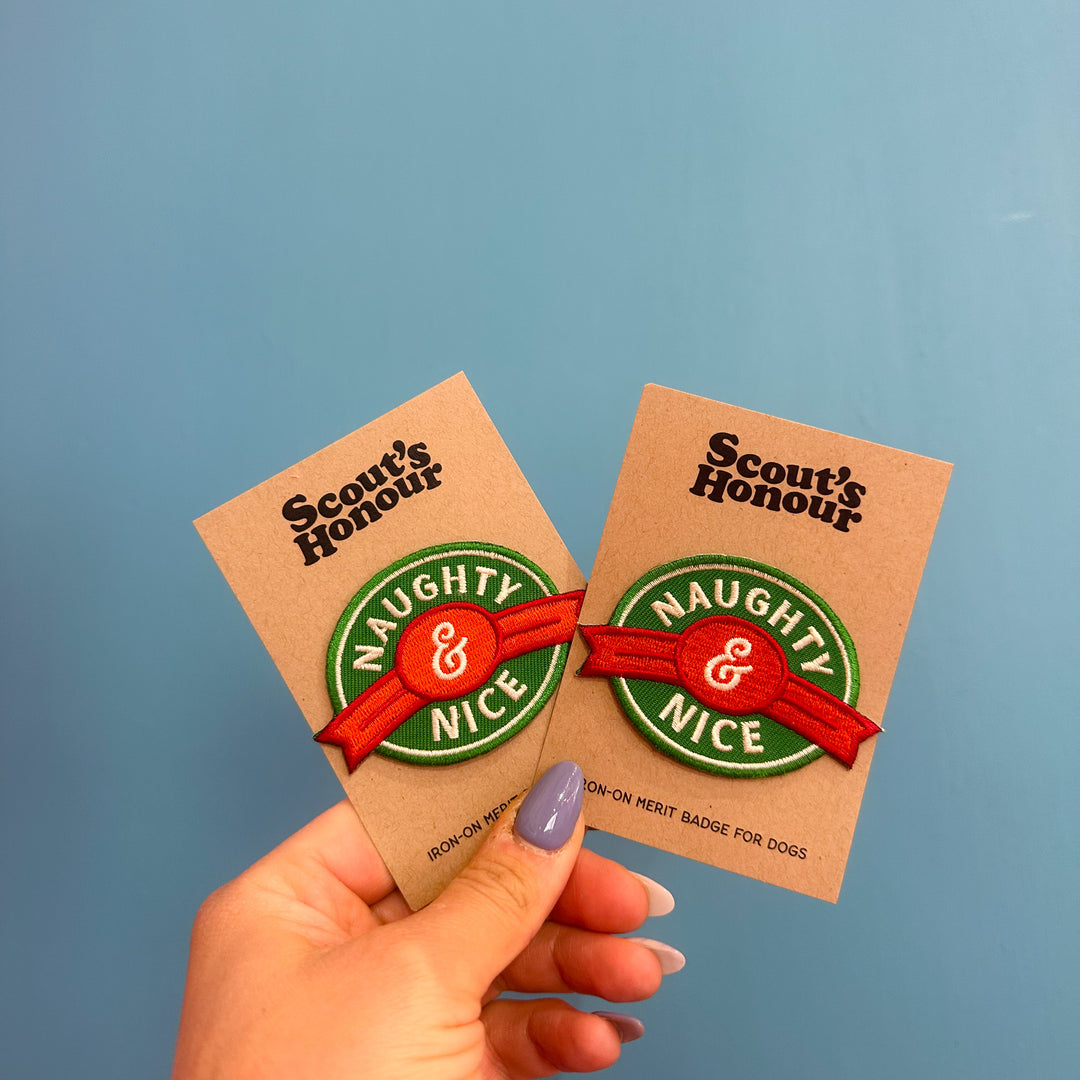 Scout's
Honour
NAUGHTY
&
NICE
IRON-ON MERIT
Scout's
Honour
NAUGHTY
&
NICE
IRON-ON MERIT BADGE FOR DOGS